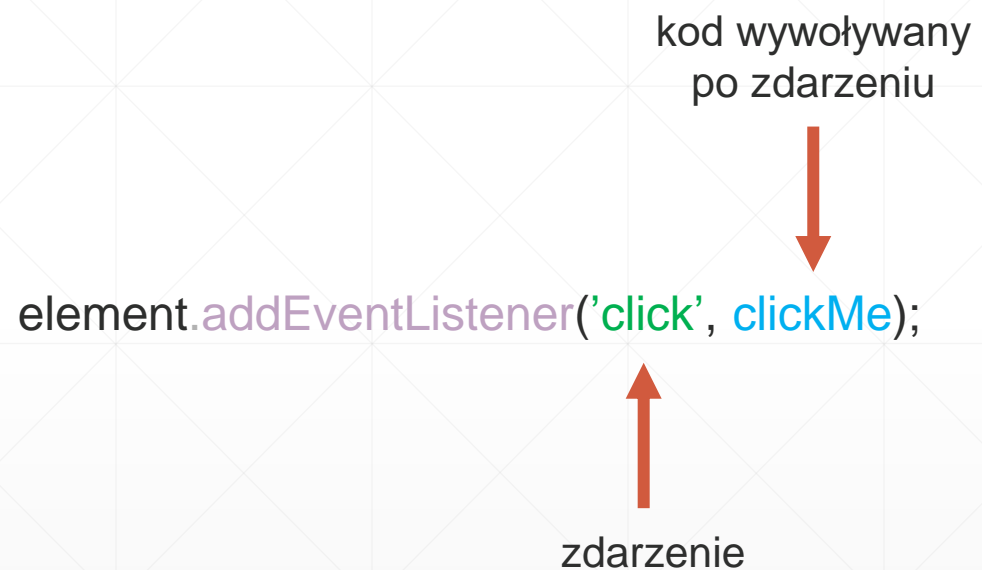 kod wywoływany
po zdarzeniu
element.addEventListener(’click’, clickMe);
zdarzenie